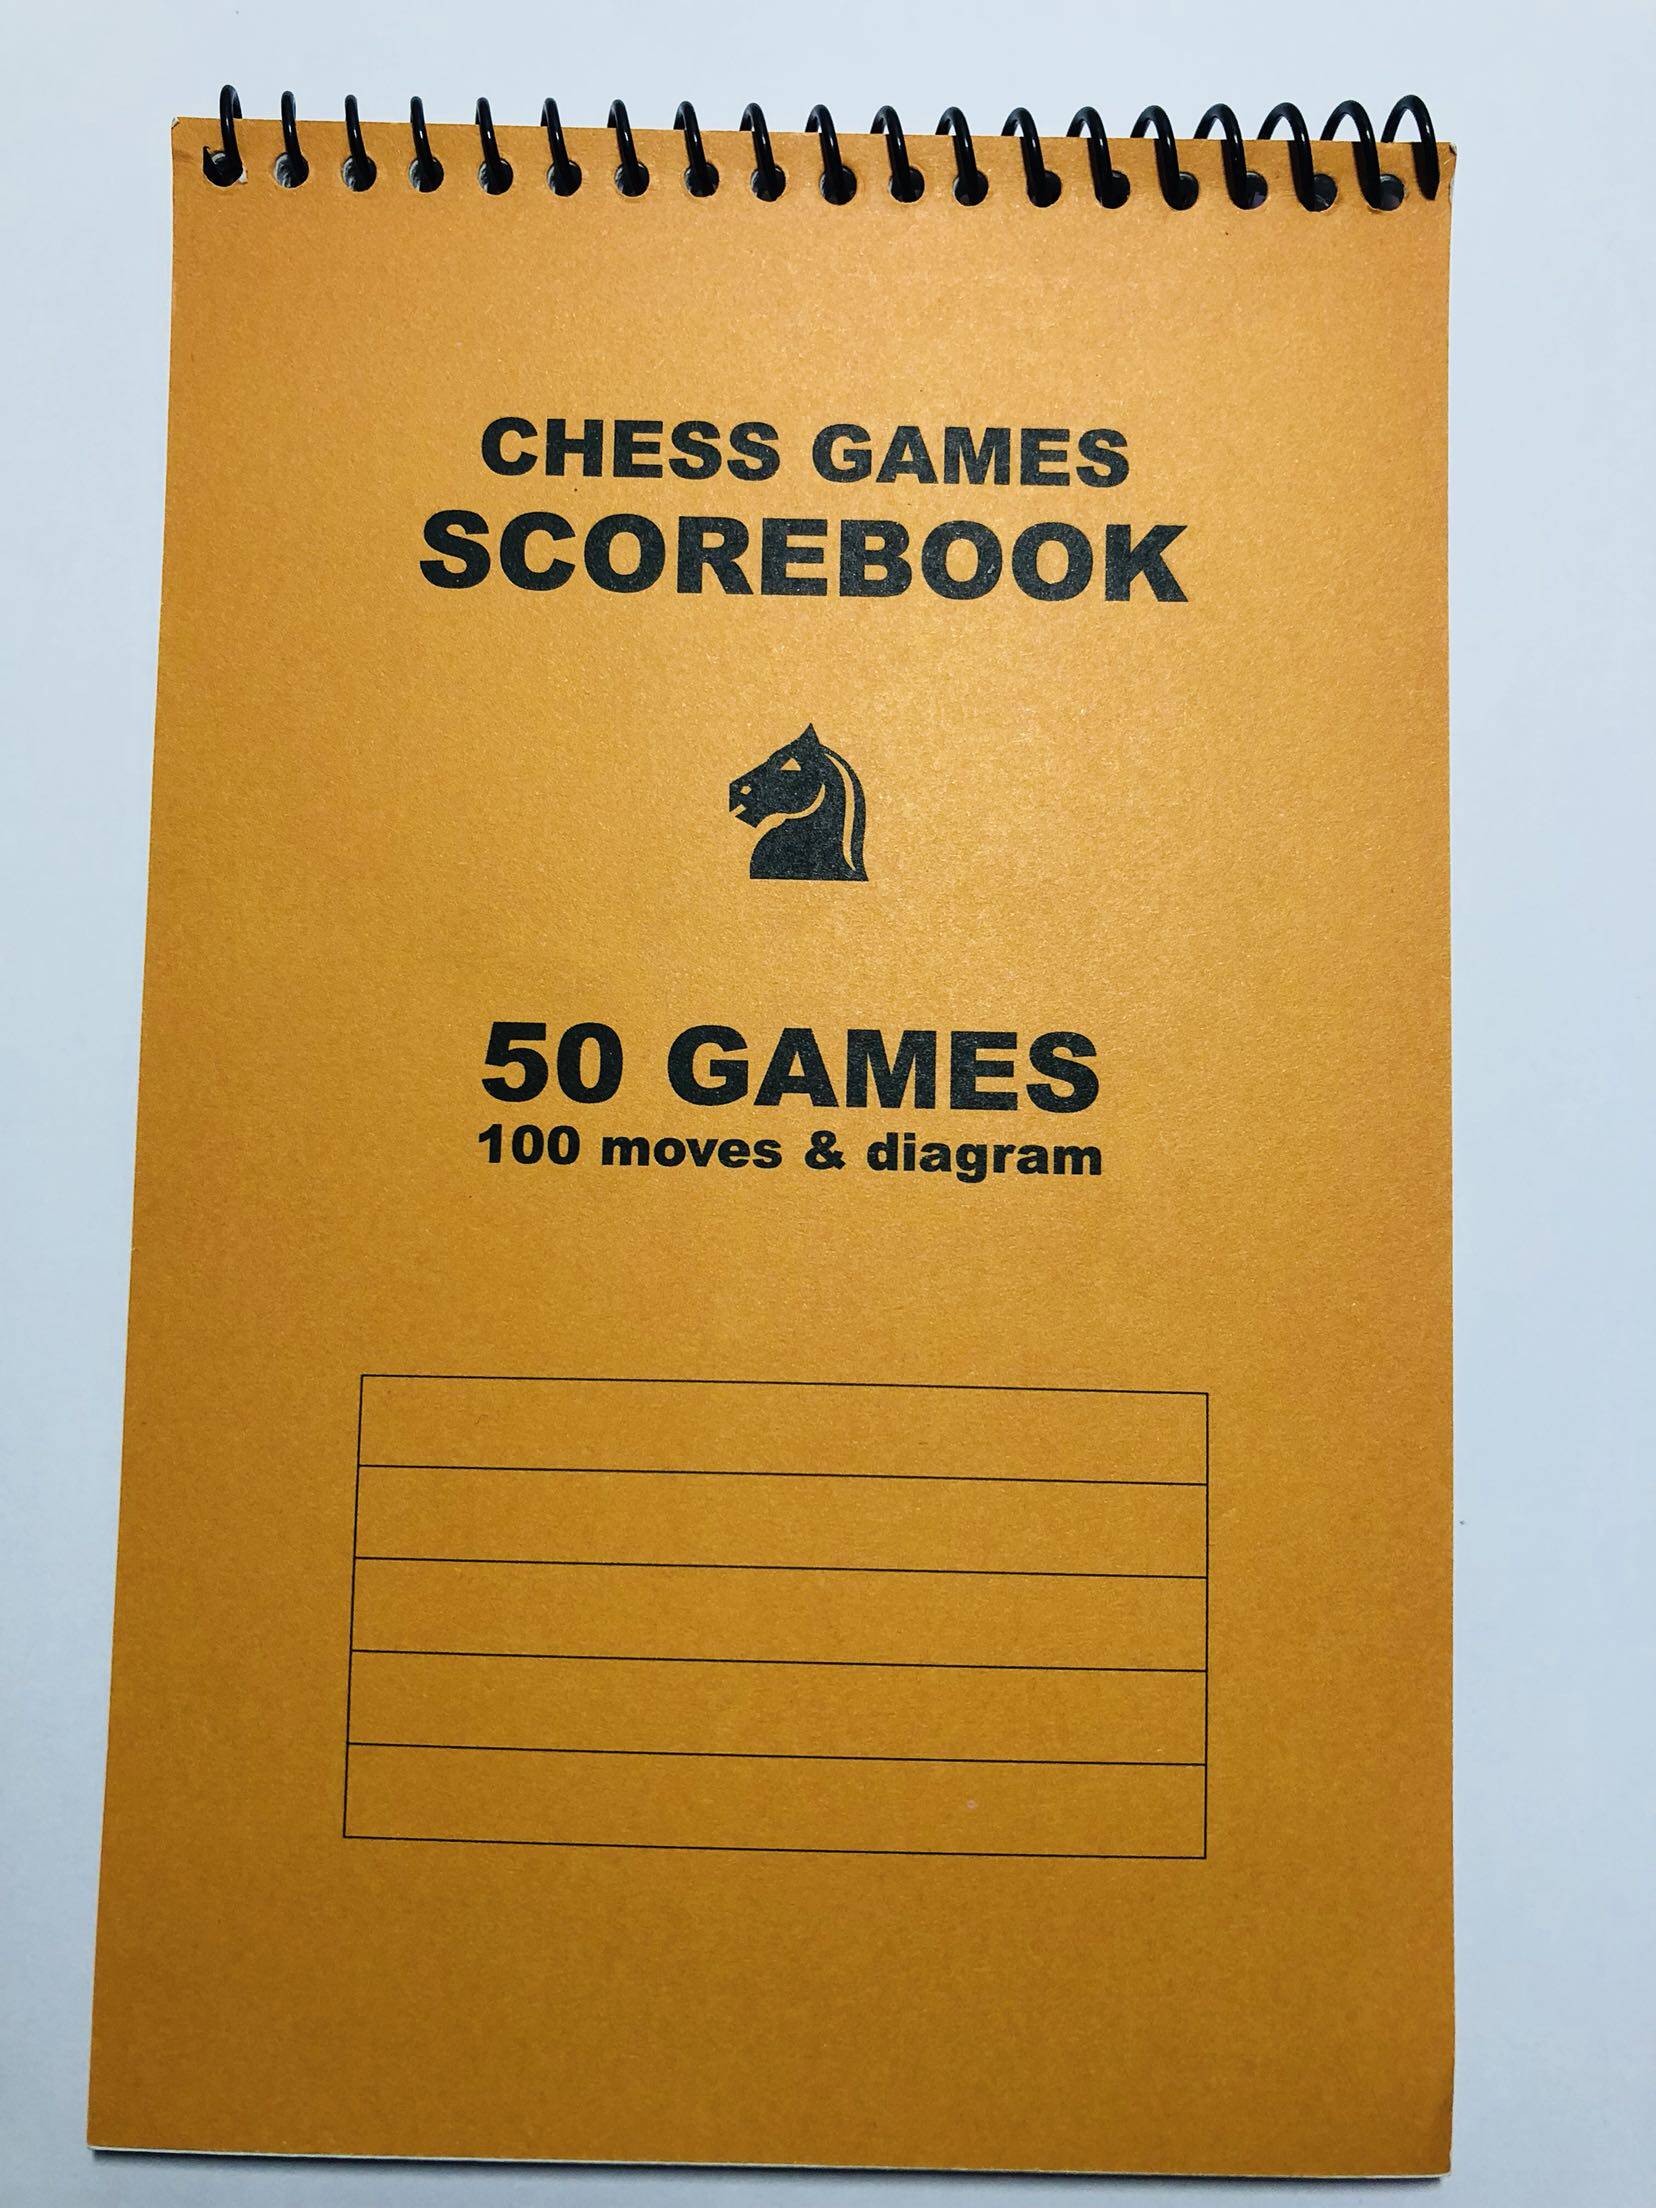 CHESS GAMES
SCOREBOOK
50 GAMES
100 moves & diagram